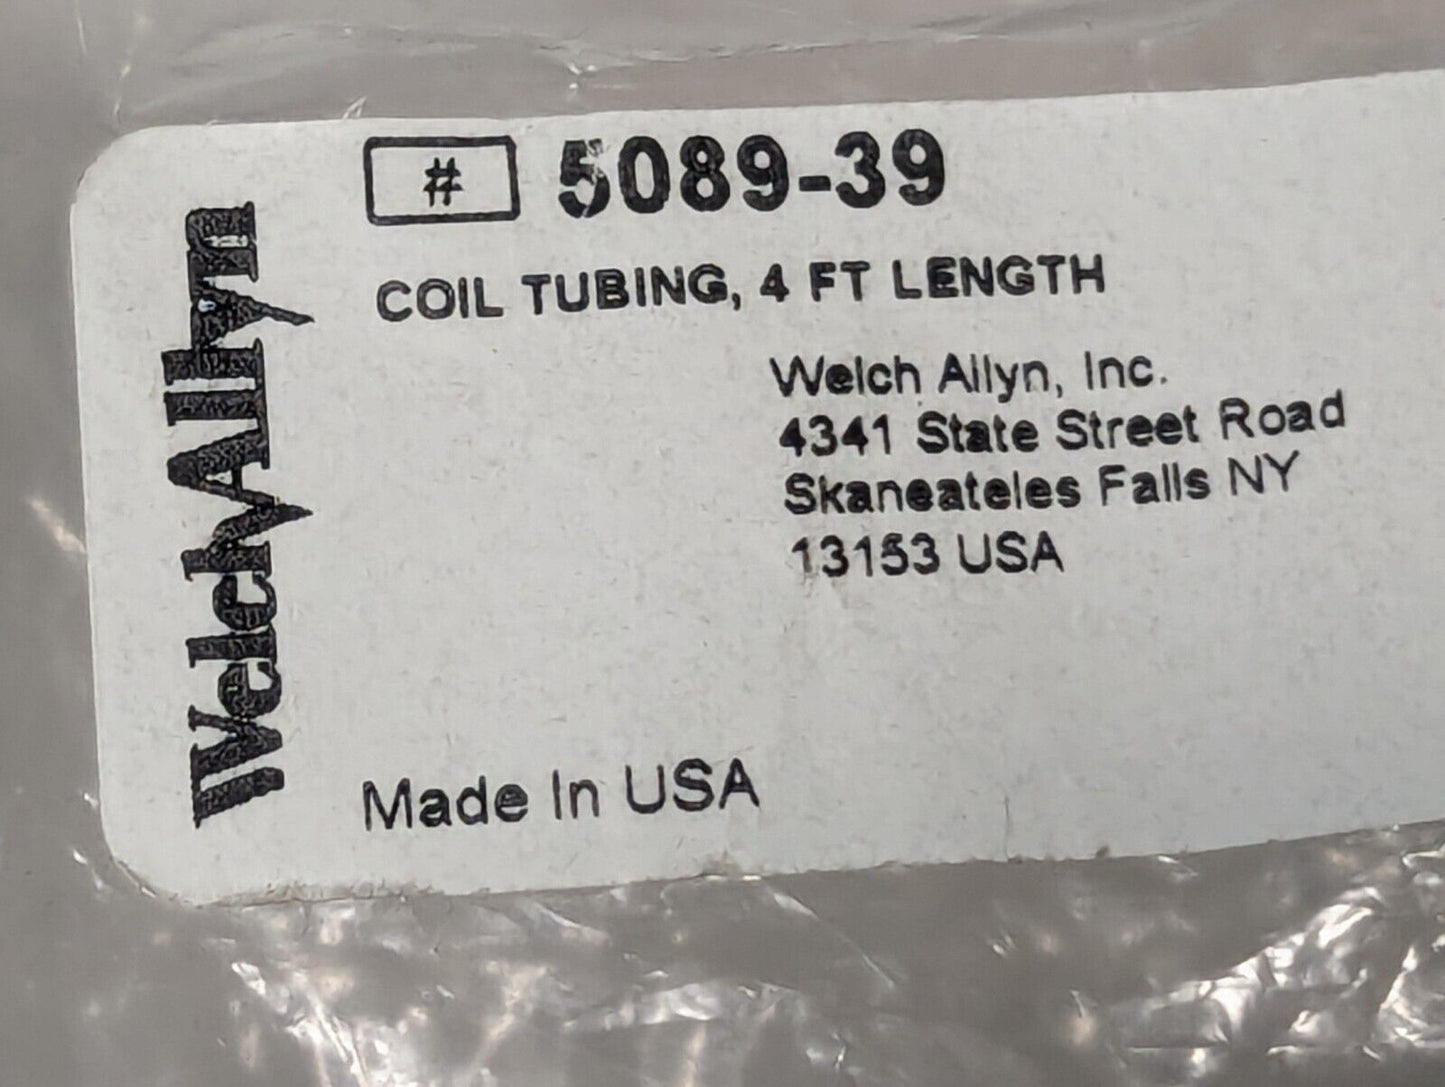 # 5089-39
COIL TUBING, 4 FT LENGTH
WelchAllyn
Welch Allyn, Inc.
4341 State Street Road
Skaneateles Falls NY
13153 USA
Made In USA